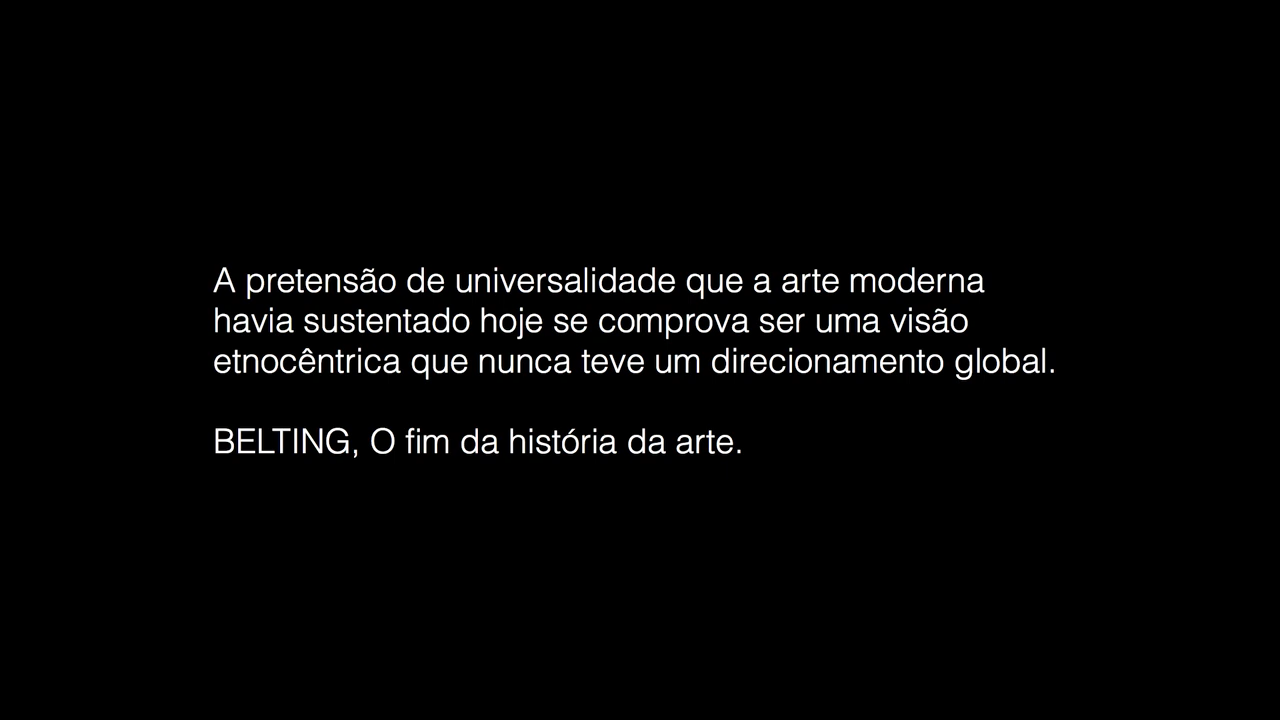 A pretensão de universalidade que a arte moderna
havia sustentado hoje se comprova ser uma visão
etnocêntrica que nunca teve um direcionamento global.
BELTING, O fim da história da arte.